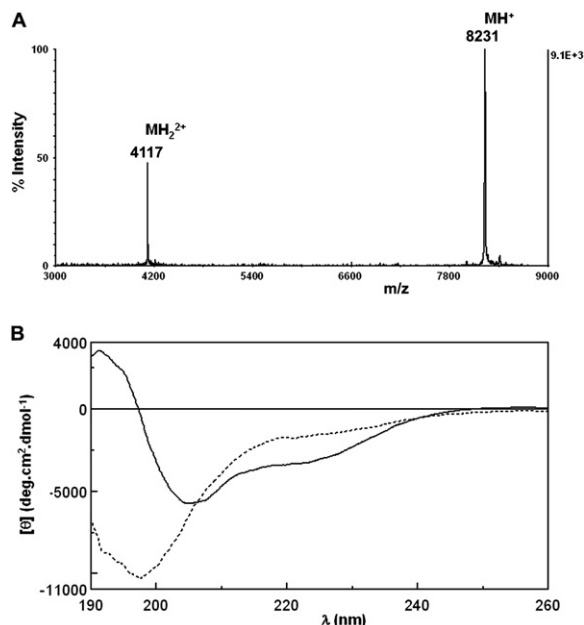 A
MH⁺
8231
100
9.1E+3
MH₂²⁺
4117
50
% Intensity
0
3000 4200 5400 6600 7800 9000
m/z
B
4000
0
-5000
-11000
[θ] (deg.cm².dmol⁻¹)
190 200 220 240 260
λ (nm)